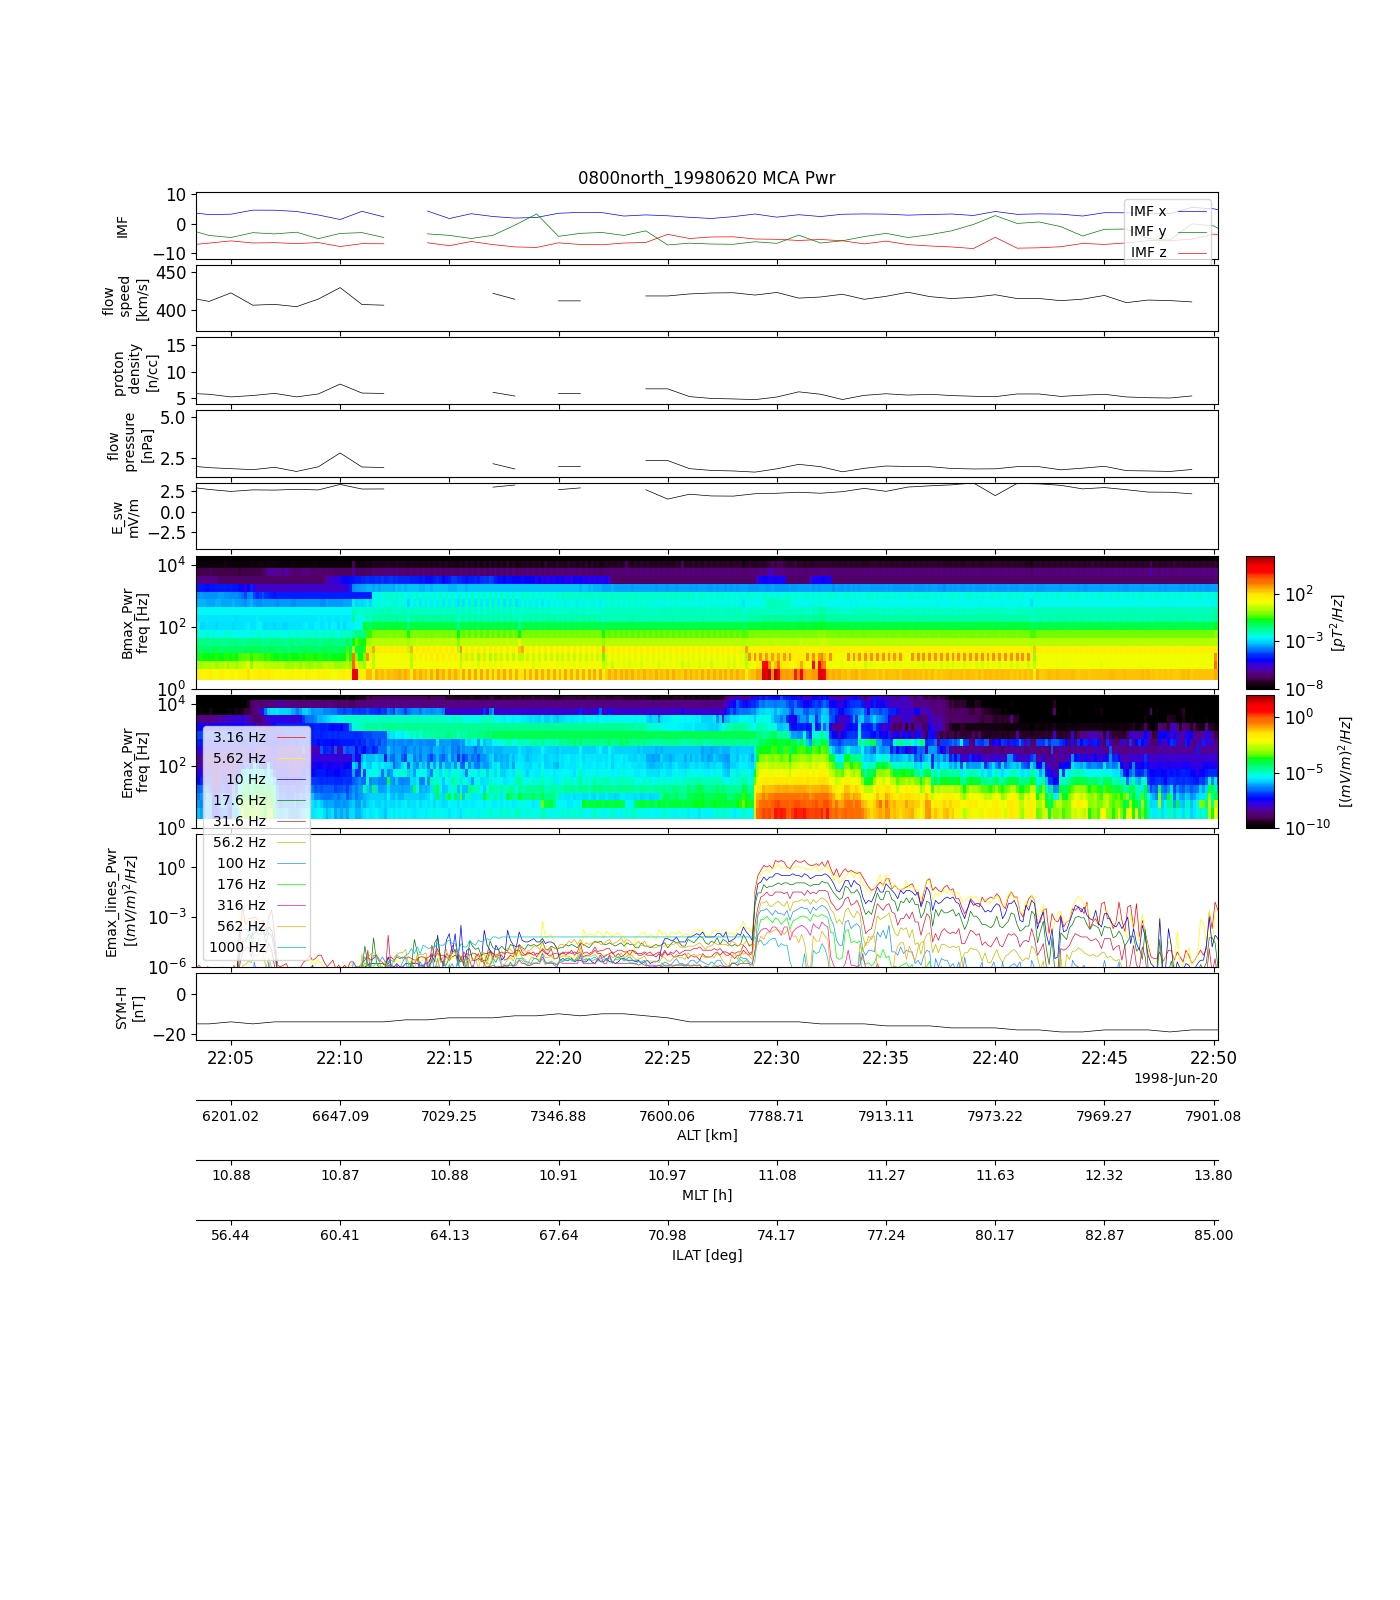 0800north_19980620 MCA Pwr
10
0
−10
IMF
IMF x
IMF y
IMF z
450
400
flow
speed
[km/s]
15
10
5
proton
density
[n/cc]
5.0
2.5
flow
pressure
[nPa]
2.5
0.0
−2.5
E_sw
mV/m
10^4
10^2
10^0
Bmax_Pwr
freq [Hz]
10^2
10^−3
10^−8
[pT^2/Hz]
10^4
10^2
10^0
Emax_Pwr
freq [Hz]
10^0
10^−5
10^−10
[(mV/m)^2/Hz]
3.16 Hz
5.62 Hz
10 Hz
17.6 Hz
31.6 Hz
56.2 Hz
100 Hz
176 Hz
316 Hz
562 Hz
1000 Hz
10^0
10^−3
10^−6
Emax_lines_Pwr
[(mV/m)^2/Hz]
0
−20
SYM-H
[nT]
22:05 22:10 22:15 22:20 22:25 22:30 22:35 22:40 22:45 22:50
1998-Jun-20
6201.02 6647.09 7029.25 7346.88 7600.06 7788.71 7913.11 7973.22 7969.27 7901.08
ALT [km]
10.88 10.87 10.88 10.91 10.97 11.08 11.27 11.63 12.32 13.80
MLT [h]
56.44 60.41 64.13 67.64 70.98 74.17 77.24 80.17 82.87 85.00
ILAT [deg]